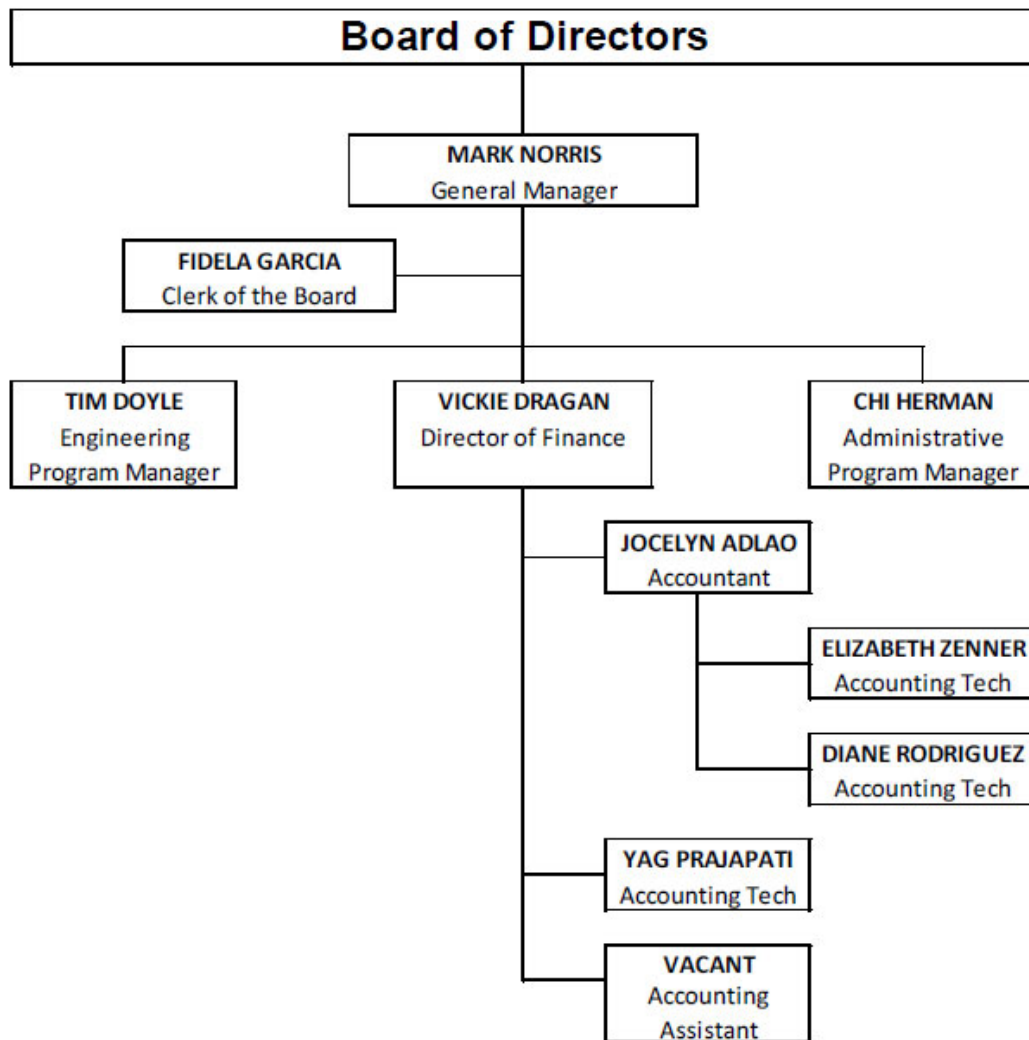 Board of Directors
MARK NORRIS
General Manager
FIDELA GARCIA
Clerk of the Board
TIM DOYLE
Engineering
Program Manager
VICKIE DRAGAN
Director of Finance
CHI HERMAN
Administrative
Program Manager
JOCELYN ADLAO
Accountant
ELIZABETH ZENNER
Accounting Tech
DIANE RODRIGUEZ
Accounting Tech
YAG PRAJAPATI
Accounting Tech
VACANT
Accounting
Assistant